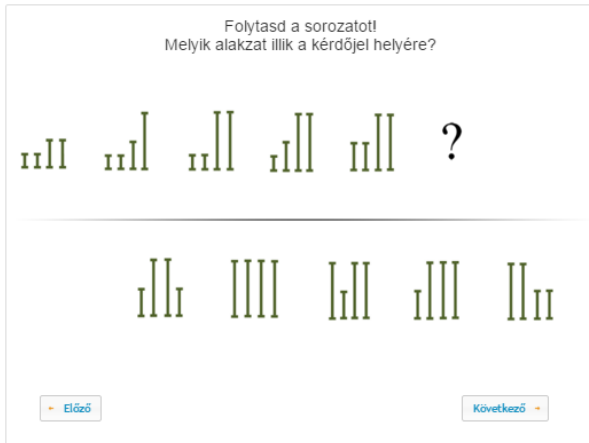 Folytasd a sorozatot!
Melyik alakzat illik a kérdőjel helyére?
?
Előző
Következő